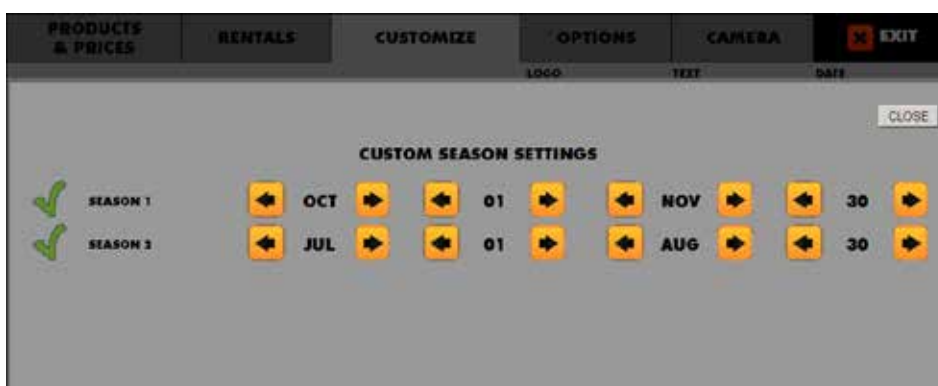 PRODUCTS & PRICES RENTALS CUSTOMIZE OPTIONS CAMERA EXIT
LOGO TEXT DATE
CLOSE
CUSTOM SEASON SETTINGS
SEASON 1 OCT 01 NOV 30
SEASON 2 JUL 01 AUG 30